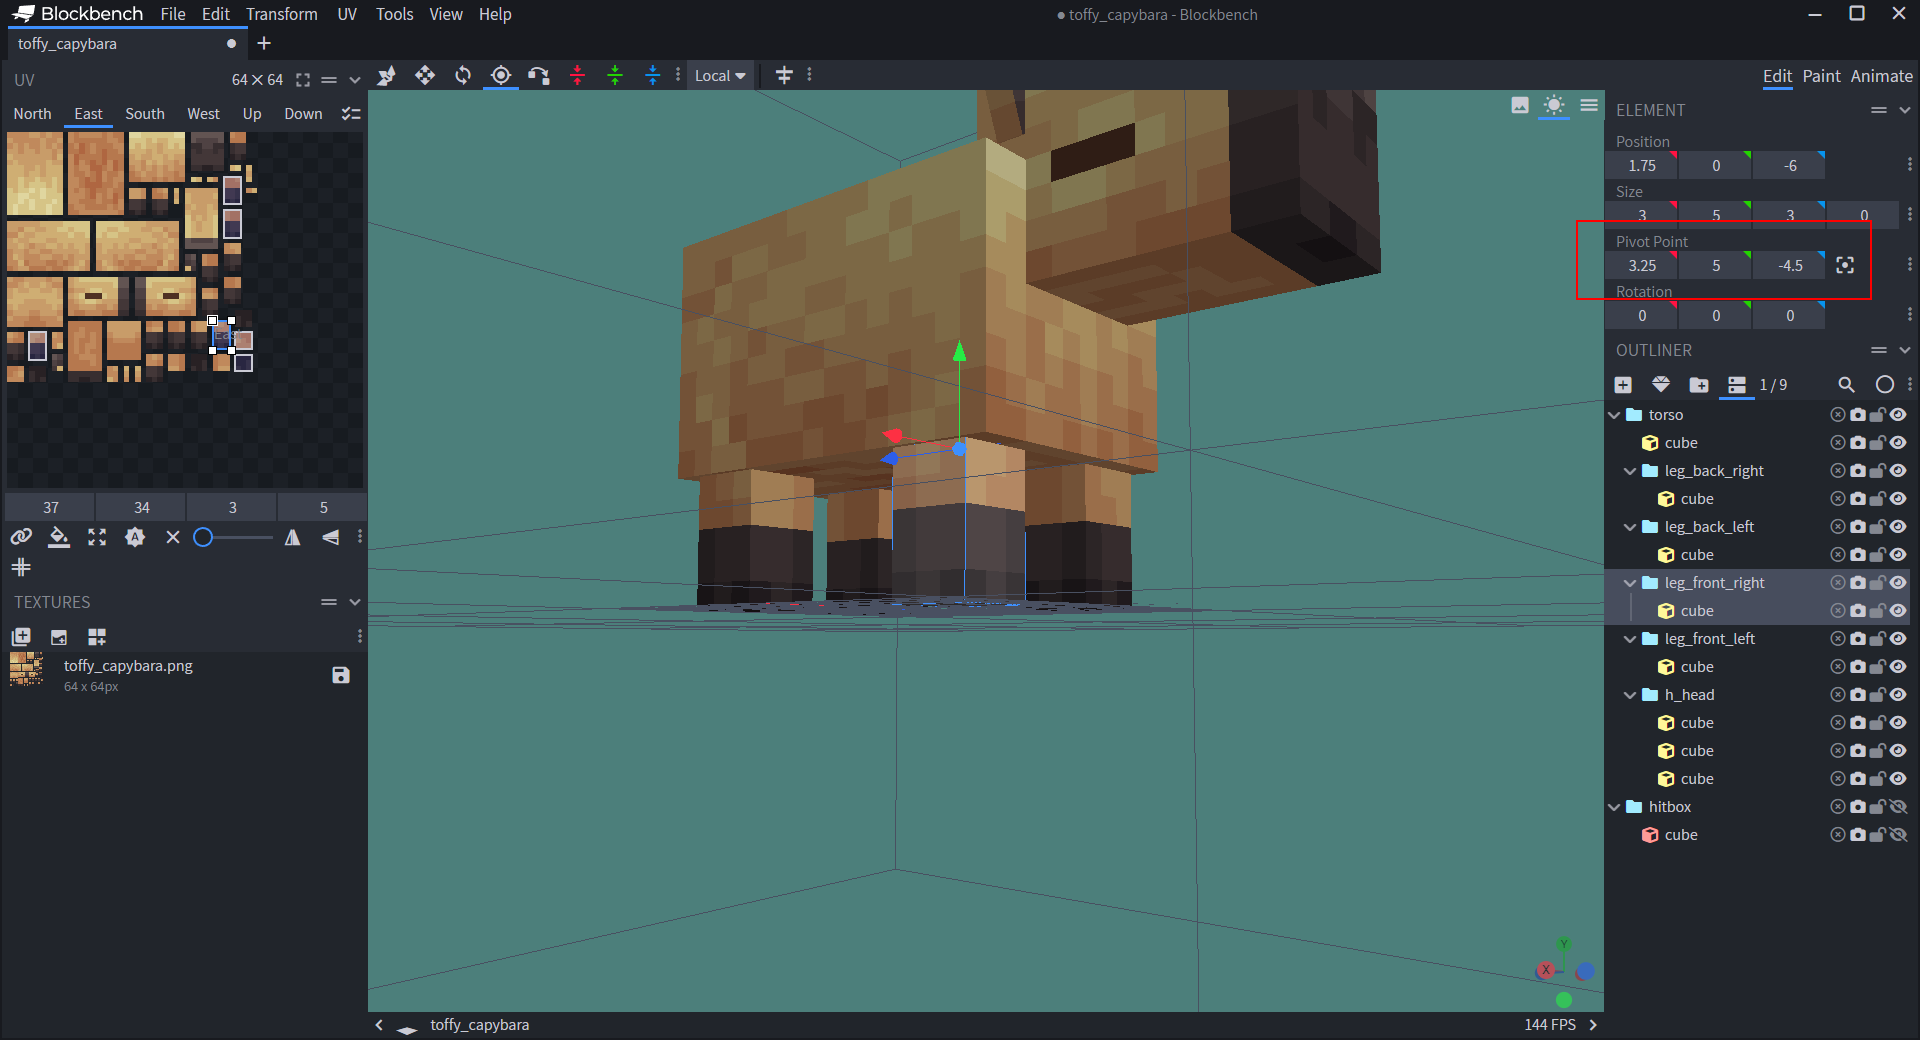 Blockbench File Edit Transform UV Tools View Help
● toffy_capybara - Blockbench
toffy_capybara
UV 64×64
Local
Edit Paint Animate
North East South West Up Down
ELEMENT
Position
1.75 0 -6
Size
3 5 3 0
Pivot Point
3.25 5 -4.5
Rotation
0 0 0
OUTLINER
1 / 9
torso
cube
leg_back_right
cube
leg_back_left
cube
leg_front_right
cube
leg_front_left
cube
h_head
cube
cube
cube
hitbox
cube
East
37 34 3 5
A
TEXTURES
toffy_capybara.png
64 x 64px
Y
X
toffy_capybara
144 FPS